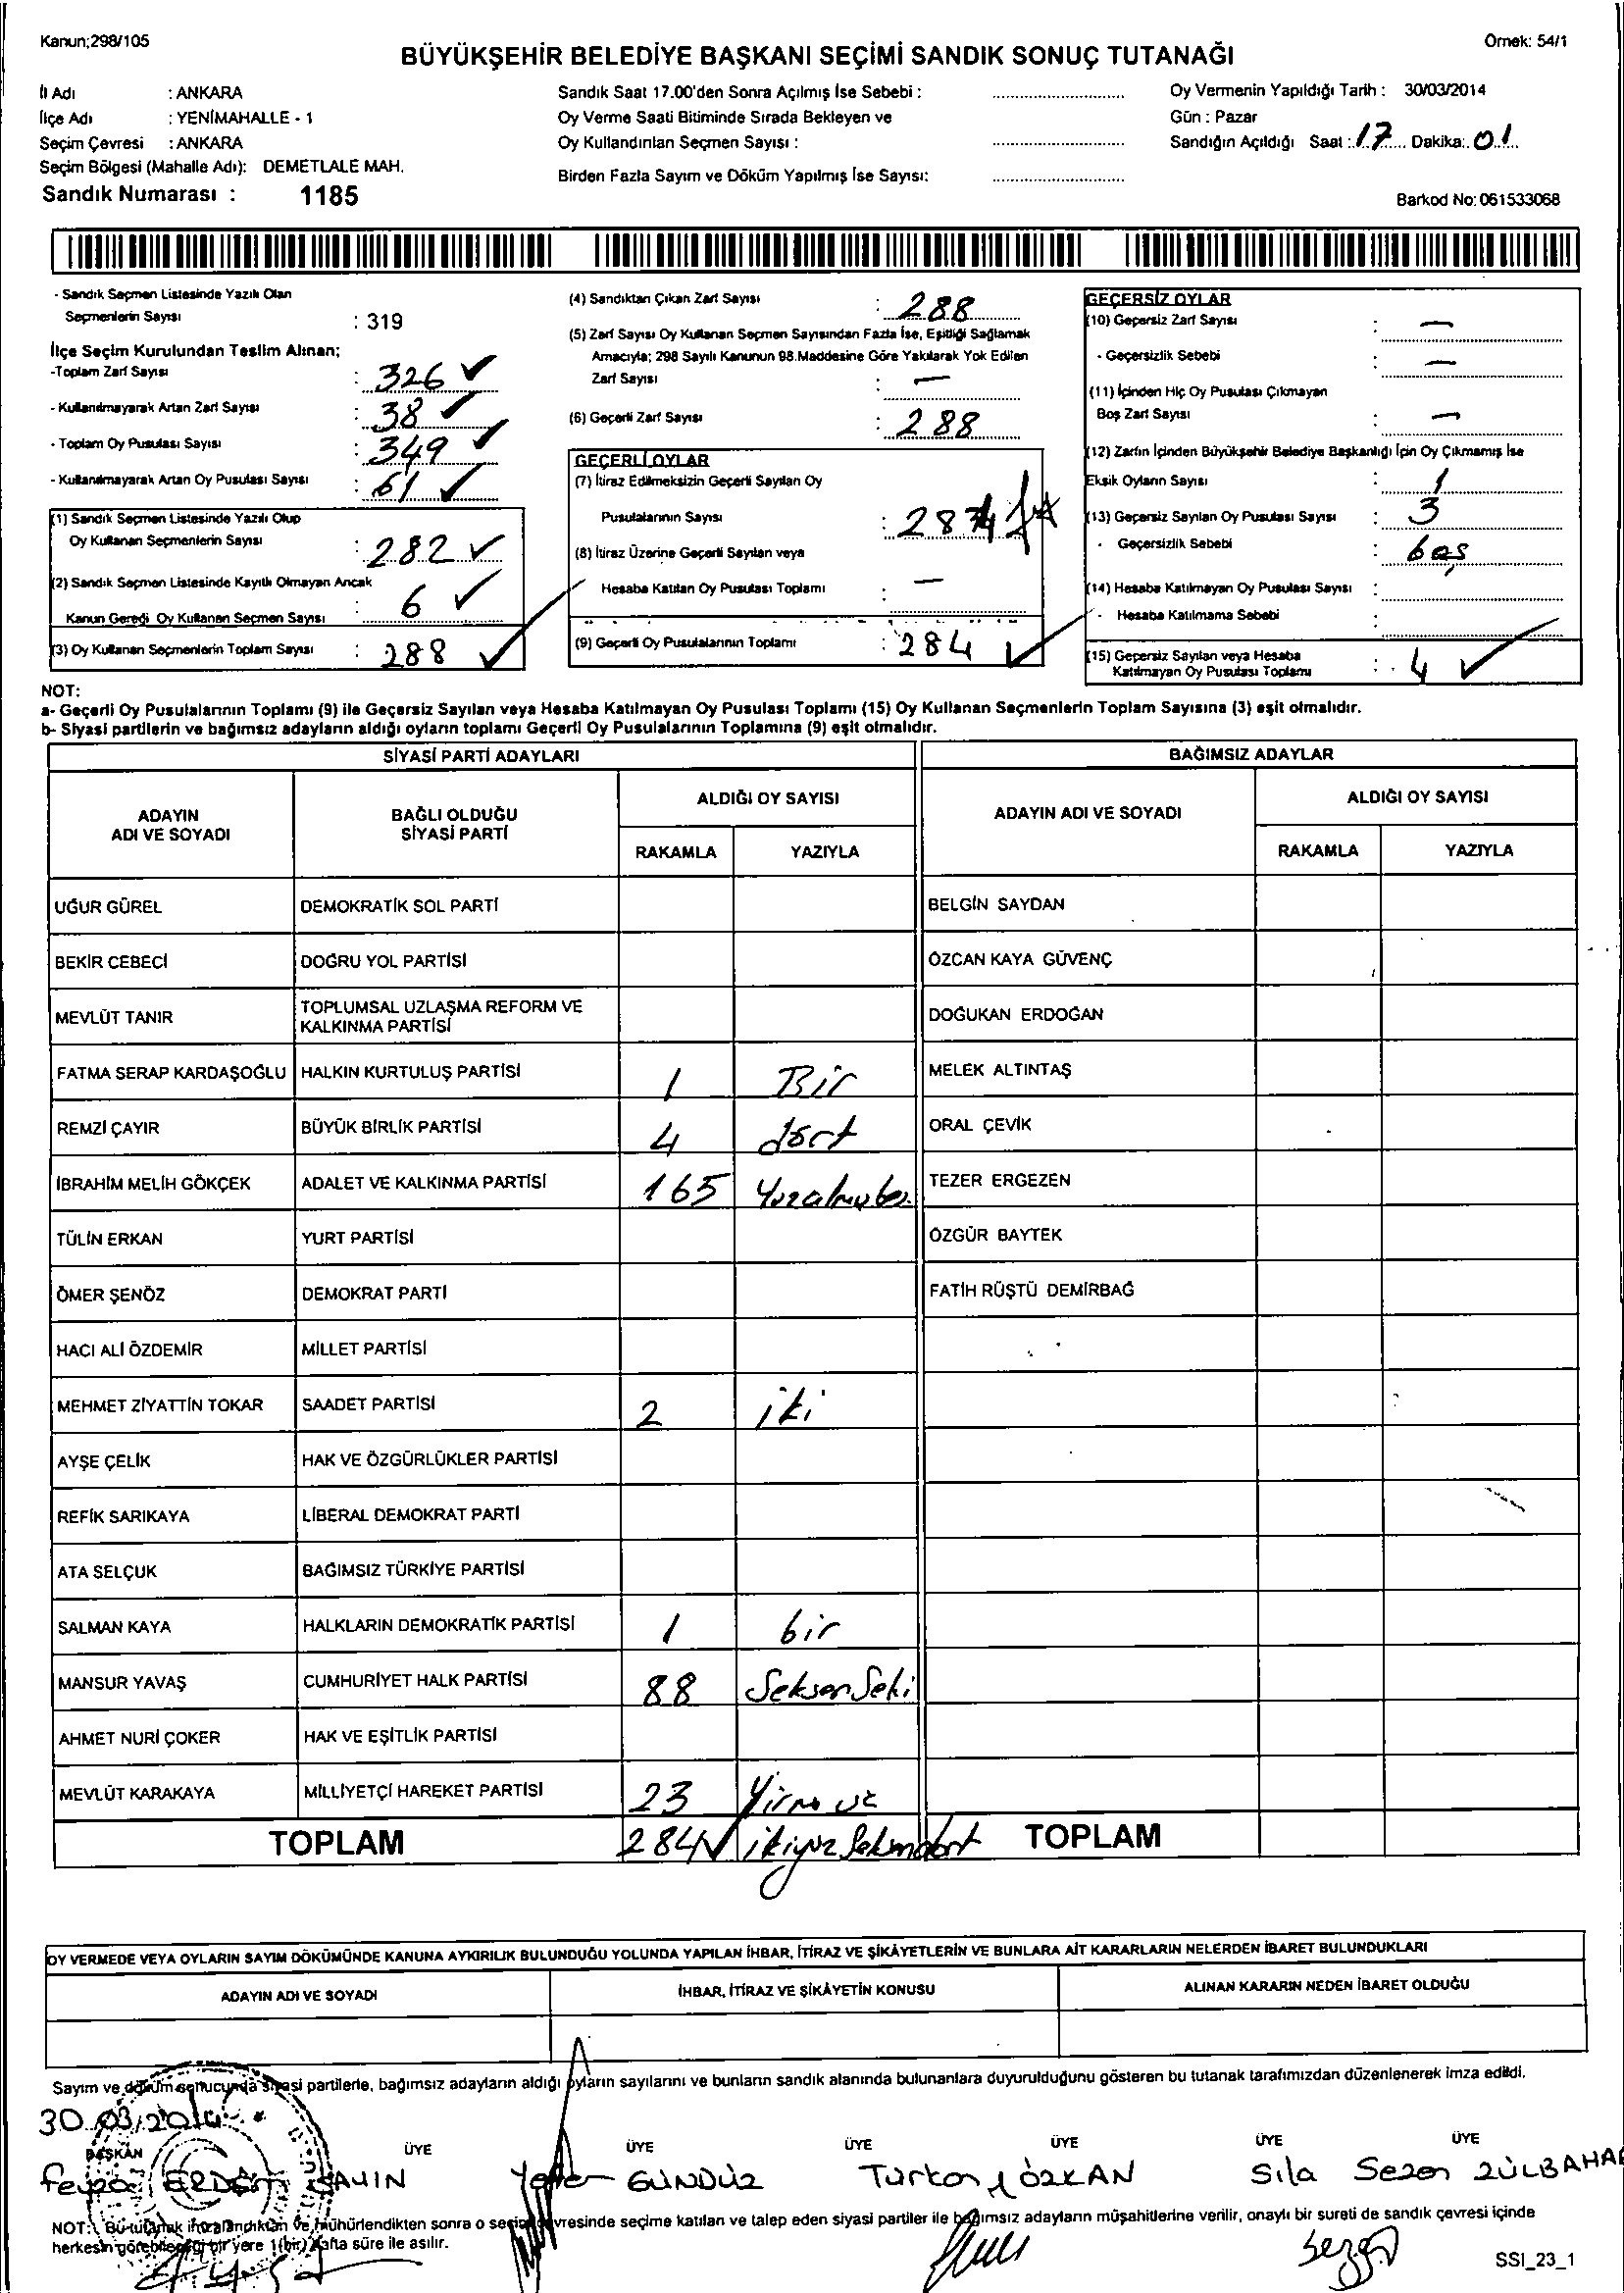 Kanun;298/105
Örnek: 54/1
BÜYÜKŞEHİR BELEDİYE BAŞKANI SEÇİMİ SANDIK SONUÇ TUTANAĞI
İl Adı : ANKARA
İlçe Adı : YENİMAHALLE - 1
Seçim Çevresi : ANKARA
Seçim Bölgesi (Mahalle Adı): DEMETLALE MAH.
Sandık Numarası : 1185
Sandık Saat 17.00'den Sonra Açılmış İse Sebebi :
Oy Verme Saati Bitiminde Sırada Bekleyen ve
Oy Kullandırılan Seçmen Sayısı :
Birden Fazla Sayım ve Döküm Yapılmış İse Sayısı:
Oy Vermenin Yapıldığı Tarih : 30/03/2014
Gün : Pazar
Sandığın Açıldığı Saat : 17 Dakika: 01
Barkod No: 061533068
- Sandık Seçmen Listesinde Yazılı Olan
Seçmenlerin Sayısı : 319
İlçe Seçim Kurulundan Teslim Alınan;
-Toplam Zarf Sayısı : 326
- Kullanılmayarak Artan Zarf Sayısı : 38
- Toplam Oy Pusulası Sayısı : 349
- Kullanılmayarak Artan Oy Pusulası Sayısı : 61
(1) Sandık Seçmen Listesinde Yazılı Olup
Oy Kullanan Seçmenlerin Sayısı : 282
(2) Sandık Seçmen Listesinde Kayıtlı Olmayan Ancak
Kanun Gereği Oy Kullanan Seçmen Sayısı : 6
(3) Oy Kullanan Seçmenlerin Toplam Sayısı : 288
(4) Sandıktan Çıkan Zarf Sayısı : 288
(5) Zarf Sayısı Oy Kullanan Seçmen Sayısından Fazla İse, Eşitliği Sağlamak
Amacıyla; 298 Sayılı Kanunun 98.Maddesine Göre Yakılarak Yok Edilen
Zarf Sayısı : —
(6) Geçerli Zarf Sayısı : 288
GEÇERLİ OYLAR
(7) İtiraz Edilmeksizin Geçerli Sayılan Oy
Pusulalarının Sayısı : 284
(8) İtiraz Üzerine Geçerli Sayılan veya
Hesaba Katılan Oy Pusulası Toplamı : —
(9) Geçerli Oy Pusulalarının Toplamı : 284
GEÇERSİZ OYLAR
(10) Geçersiz Zarf Sayısı : —
- Geçersizlik Sebebi : —
(11) İçinden Hiç Oy Pusulası Çıkmayan
Boş Zarf Sayısı : —
(12) Zarfın İçinden Büyükşehir Belediye Başkanlığı İçin Oy Çıkmamış İse
Eksik Oyların Sayısı : 1
(13) Geçersiz Sayılan Oy Pusulası Sayısı : 3
- Geçersizlik Sebebi : boş
(14) Hesaba Katılmayan Oy Pusulası Sayısı :
- Hesaba Katılmama Sebebi :
(15) Geçersiz Sayılan veya Hesaba
Katılmayan Oy Pusulası Toplamı : 4
NOT:
a- Geçerli Oy Pusulalarının Toplamı (9) ile Geçersiz Sayılan veya Hesaba Katılmayan Oy Pusulası Toplamı (15) Oy Kullanan Seçmenlerin Toplam Sayısına (3) eşit olmalıdır.
b- Siyasi partilerin ve bağımsız adayların aldığı oyların toplamı Geçerli Oy Pusulalarının Toplamına (9) eşit olmalıdır.
SİYASİ PARTİ ADAYLARI
BAĞIMSIZ ADAYLAR
ADAYIN
ADI VE SOYADI
BAĞLI OLDUĞU
SİYASİ PARTİ
ALDIĞI OY SAYISI
RAKAMLA YAZIYLA
ADAYIN ADI VE SOYADI
ALDIĞI OY SAYISI
RAKAMLA YAZIYLA
UĞUR GÜREL DEMOKRATİK SOL PARTİ BELGİN SAYDAN
BEKİR CEBECİ DOĞRU YOL PARTİSİ ÖZCAN KAYA GÜVENÇ
MEVLÜT TANIR TOPLUMSAL UZLAŞMA REFORM VE
KALKINMA PARTİSİ DOĞUKAN ERDOĞAN
FATMA SERAP KARDAŞOĞLU HALKIN KURTULUŞ PARTİSİ 1 Bir MELEK ALTINTAŞ
REMZİ ÇAYIR BÜYÜK BİRLİK PARTİSİ 4 dört ORAL ÇEVİK
İBRAHİM MELİH GÖKÇEK ADALET VE KALKINMA PARTİSİ 165 TEZER ERGEZEN
TÜLİN ERKAN YURT PARTİSİ ÖZGÜR BAYTEK
ÖMER ŞENÖZ DEMOKRAT PARTİ FATİH RÜŞTÜ DEMİRBAĞ
HACI ALİ ÖZDEMİR MİLLET PARTİSİ
MEHMET ZİYATTİN TOKAR SAADET PARTİSİ 2 iki
AYŞE ÇELİK HAK VE ÖZGÜRLÜKLER PARTİSİ
REFİK SARIKAYA LİBERAL DEMOKRAT PARTİ
ATA SELÇUK BAĞIMSIZ TÜRKİYE PARTİSİ
SALMAN KAYA HALKLARIN DEMOKRATİK PARTİSİ 1 bir
MANSUR YAVAŞ CUMHURİYET HALK PARTİSİ 88 SeksenSeki
AHMET NURİ ÇOKER HAK VE EŞİTLİK PARTİSİ
MEVLÜT KARAKAYA MİLLİYETÇİ HAREKET PARTİSİ 23
TOPLAM 284 TOPLAM
OY VERMEDE VEYA OYLARIN SAYIM DÖKÜMÜNDE KANUNA AYKIRILIK BULUNDUĞU YOLUNDA YAPILAN İHBAR, İTİRAZ VE ŞİKÂYETLERİN VE BUNLARA AİT KARARLARIN NELERDEN İBARET BULUNDUKLARI
ADAYIN ADI VE SOYADI İHBAR, İTİRAZ VE ŞİKÂYETİN KONUSU ALINAN KARARIN NEDEN İBARET OLDUĞU
Sayım ve döküm sonucunda siyasi partilerle, bağımsız adayların aldığı oyların sayılarını ve bunların sandık alanında bulunanlara duyurulduğunu gösteren bu tutanak tarafımızdan düzenlenerek imza edildi.
30.03.2014
BAŞKAN ÜYE ÜYE ÜYE ÜYE ÜYE ÜYE
ERDEM GÜNDÜZ ÖZKAN Sıla Sezen ZÜLBAHAR
NOT: Bu tutanak imzalandıktan ve mühürlendikten sonra o seçim çevresinde seçime katılan ve talep eden siyasi partiler ile bağımsız adayların müşahitlerine verilir, onaylı bir sureti de sandık çevresi içinde
herkesin görebileceği bir yere 1(bir) hafta süre ile asılır.
SSI_23_1